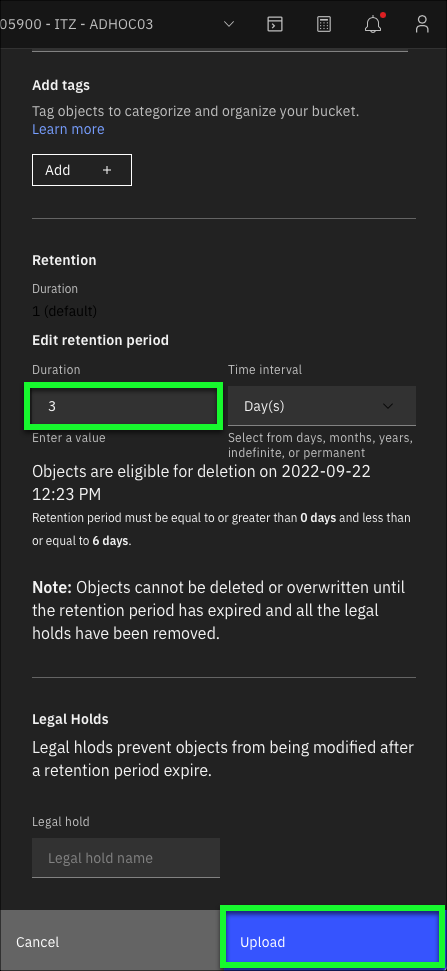 05900 - ITZ - ADHOC03
Add tags
Tag objects to categorize and organize your bucket.
Learn more
Add +
Retention
Duration
1 (default)
Edit retention period
Duration
Time interval
3
Day(s)
Enter a value
Select from days, months, years,
indefinite, or permanent
Objects are eligible for deletion on 2022-09-22
12:23 PM
Retention period must be equal to or greater than 0 days and less than
or equal to 6 days.
Note: Objects cannot be deleted or overwritten until
the retention period has expired and all the legal
holds have been removed.
Legal Holds
Legal hlods prevent objects from being modified after
a retention period expire.
Legal hold
Legal hold name
Cancel
Upload